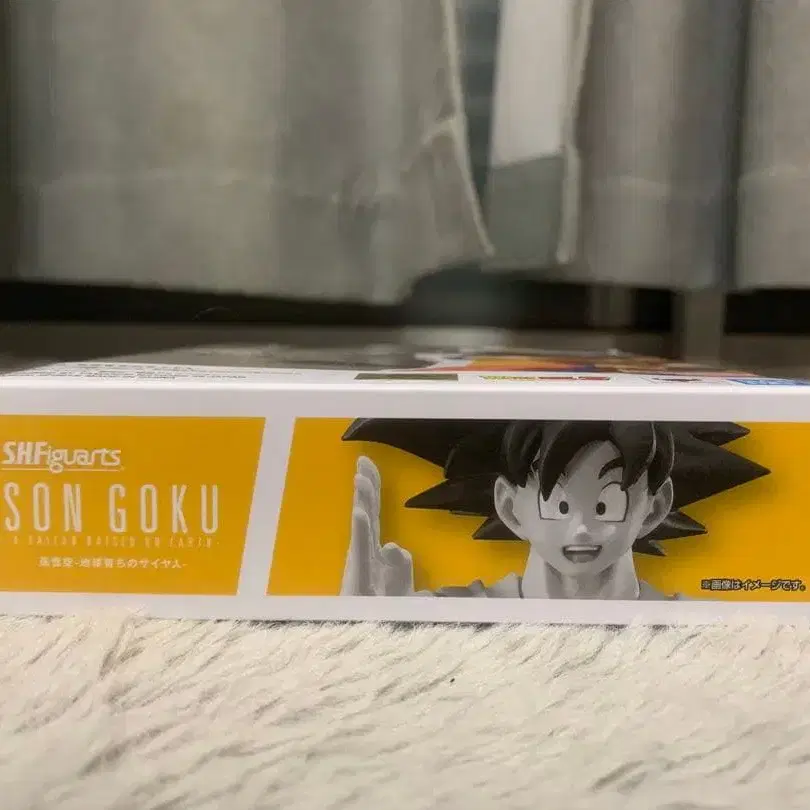 S.H.Figuarts
SON GOKU
-A SAIYAN RAISED ON EARTH-
孫悟空-地球育ちのサイヤ人-
※画像はイメージです。